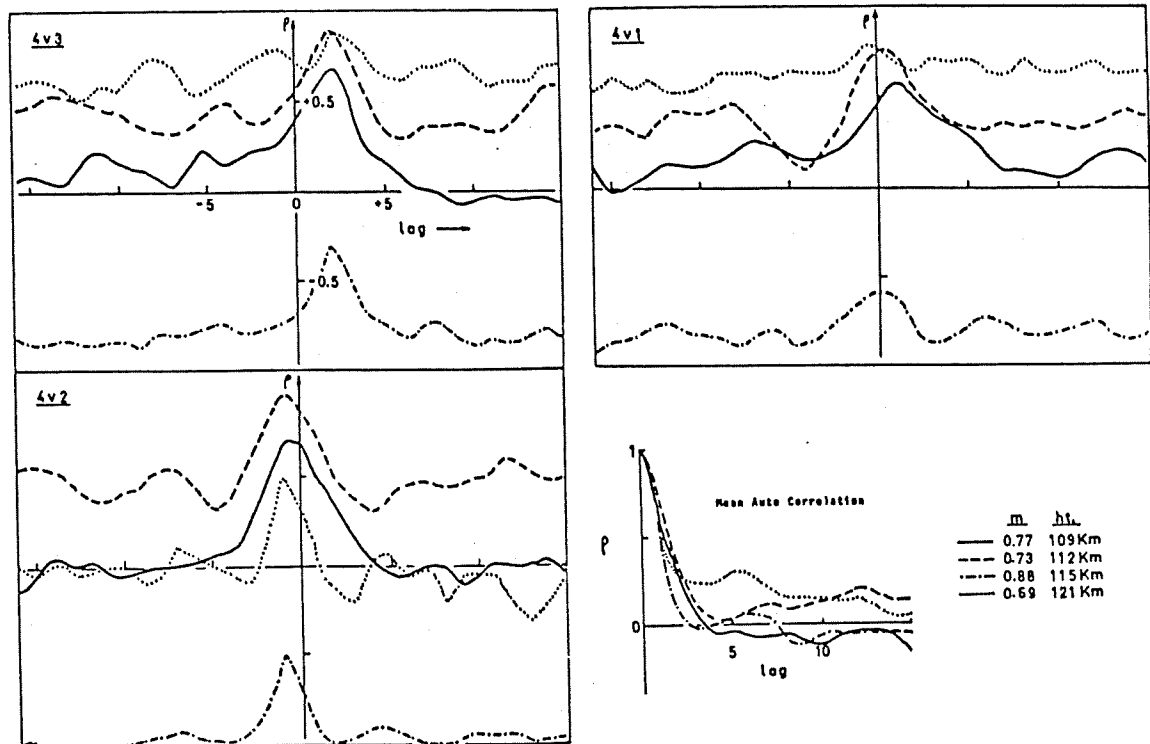 4v3
ρ
+0.5
-5
0
+5
lag
-0.5
4v1
ρ
4v2
ρ
1
Mean Auto Correlation
ρ
0
5
10
lag
m ht.
0.77 109Km
0.73 112Km
0.88 115Km
0.69 121Km